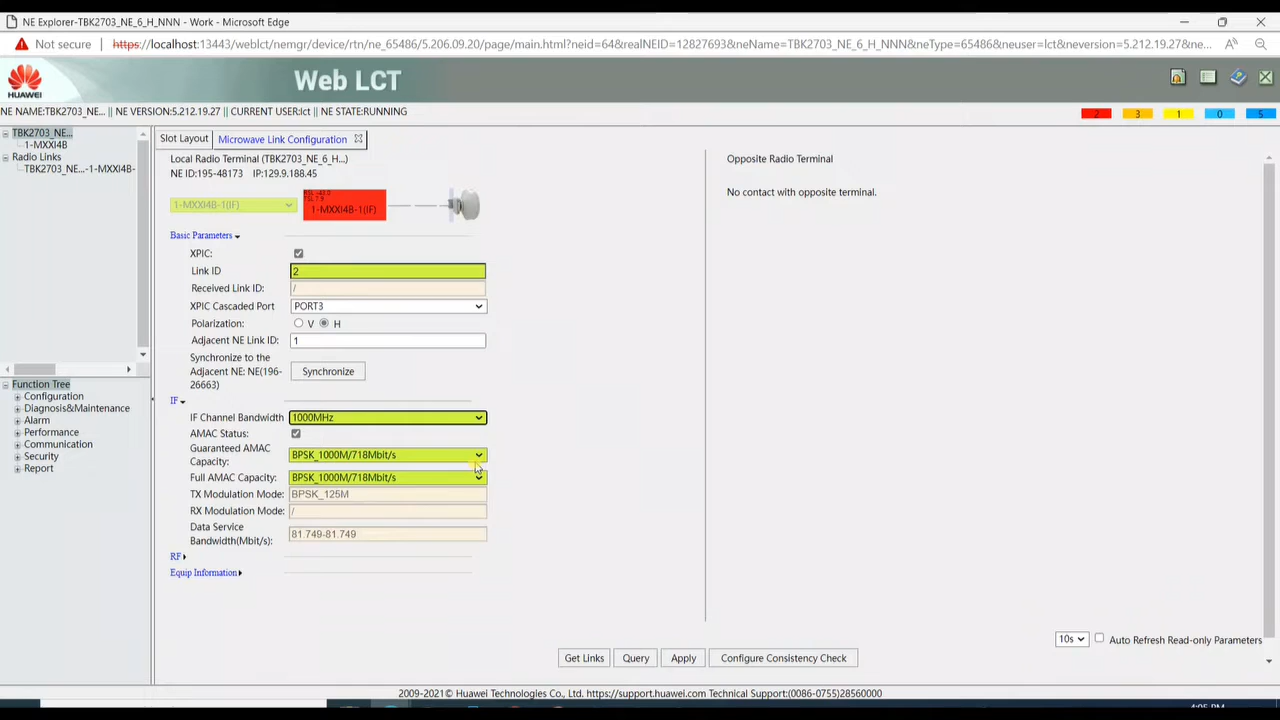 NE Explorer-TBK2703_NE_6_H_NNN - Work - Microsoft Edge
Not secure
https://localhost:13443/weblct/nemgr/device/rtn/ne_65486/5.206.09.20/page/main.html?neid=64&realNEID=12827693&neName=TBK2703_NE_6_H_NNN&neType=65486&neuser=lct&neversion=5.212.19.27&ne...
HUAWEI
Web LCT
NE NAME:TBK2703_NE... || NE VERSION:5.212.19.27 || CURRENT USER:lct || NE STATE:RUNNING
2 3 1 0 5
TBK2703_NE...
1-MXXI4B
Radio Links
TBK2703_NE...-1-MXXI4B-
Function Tree
Configuration
Diagnosis&Maintenance
Alarm
Performance
Communication
Security
Report
Slot Layout
Microwave Link Configuration
Local Radio Terminal (TBK2703_NE_6_H...)
NE ID:195-48173 IP:129.9.188.45
1-MXXI4B-1(IF)
1-MXXI4B-1(IF)
Basic Parameters
XPIC:
Link ID 2
Received Link ID: /
XPIC Cascaded Port PORT3
Polarization: V H
Adjacent NE Link ID: 1
Synchronize to the
Adjacent NE: NE(196-
26663)
Synchronize
IF
IF Channel Bandwidth 1000MHz
AMAC Status:
Guaranteed AMAC
Capacity:
BPSK_1000M/718Mbit/s
Full AMAC Capacity: BPSK_1000M/718Mbit/s
TX Modulation Mode: BPSK_125M
RX Modulation Mode: /
Data Service
Bandwidth(Mbit/s):
81.749-81.749
RF
Equip Information
Opposite Radio Terminal
No contact with opposite terminal.
10s
Auto Refresh Read-only Parameters
Get Links
Query
Apply
Configure Consistency Check
2009-2021© Huawei Technologies Co., Ltd. https://support.huawei.com Technical Support:(0086-0755)28560000